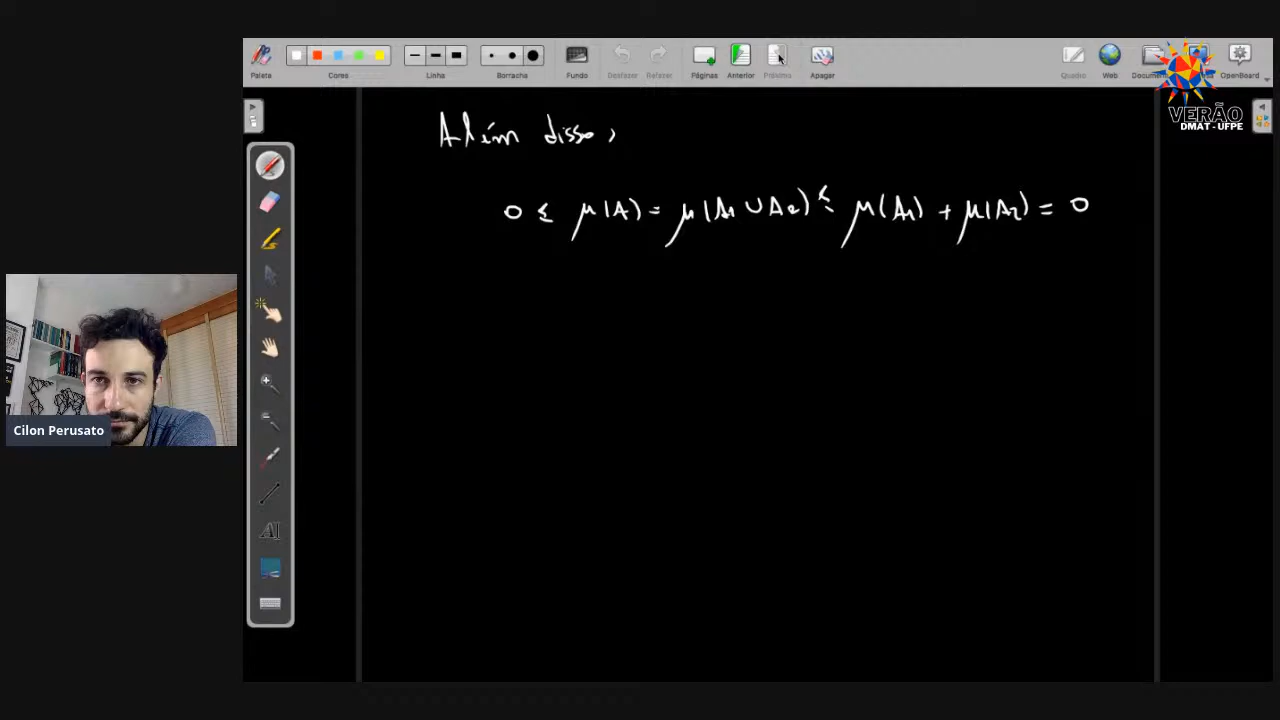 Paleta
Cores
Linha
Borracha
Fundo
Desfazer
Refazer
Páginas
Anterior
Próximo
Apagar
Quadro
Web
OpenBoard
VERÃO
DMAT - UFPE
Além disso,
0 ≤ μ(A) = μ(A₁ ∪ A₂) ≤ μ(A₁) + μ(A₂) = 0
Cilon Perusato
AI